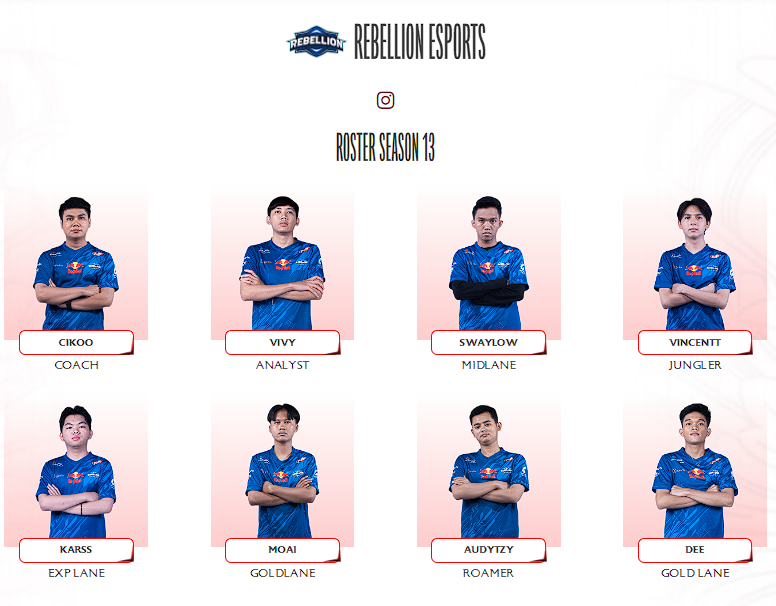 REBELLION REBELLION ESPORTS
ROSTER SEASON 13
CIKOO VIVY SWAYLOW VINCENTT
COACH ANALYST MIDLANE JUNGLER
KARSS MOAI AUDYTZY DEE
EXP LANE GOLDLANE ROAMER GOLD LANE